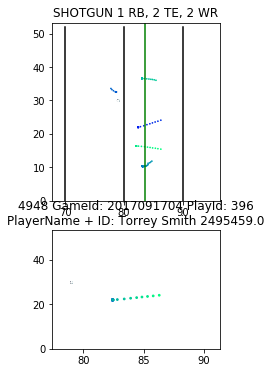 SHOTGUN 1 RB, 2 TE, 2 WR
50
40
30
20
10
0
70 80 90
4948 GameId: 2017091704 PlayId: 396
PlayerName + ID: Torrey Smith 2495459.0
40
20
0
80 85 90